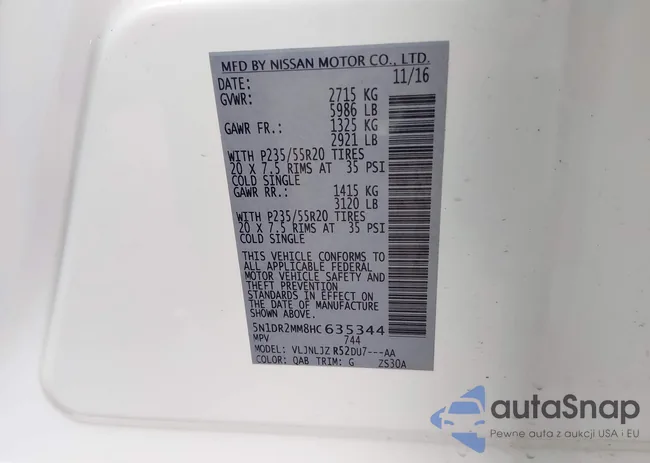 MFD BY NISSAN MOTOR CO., LTD.
DATE: 11/16
GVWR: 2715 KG
5986 LB
GAWR FR.: 1325 KG
2921 LB
WITH P235/55R20 TIRES
20 X 7.5 RIMS AT 35 PSI
COLD SINGLE
GAWR RR.: 1415 KG
3120 LB
WITH P235/55R20 TIRES
20 X 7.5 RIMS AT 35 PSI
COLD SINGLE
THIS VEHICLE CONFORMS TO
ALL APPLICABLE FEDERAL
MOTOR VEHICLE SAFETY AND
THEFT PREVENTION
STANDARDS IN EFFECT ON
THE DATE OF MANUFACTURE
SHOWN ABOVE.
5N1DR2MM8HC635344
MPV 744
MODEL: VLJNLJZ R52DU7---AA
COLOR: QAB TRIM: G ZS30A
autaSnap
Pewne auta z aukcji USA i EU